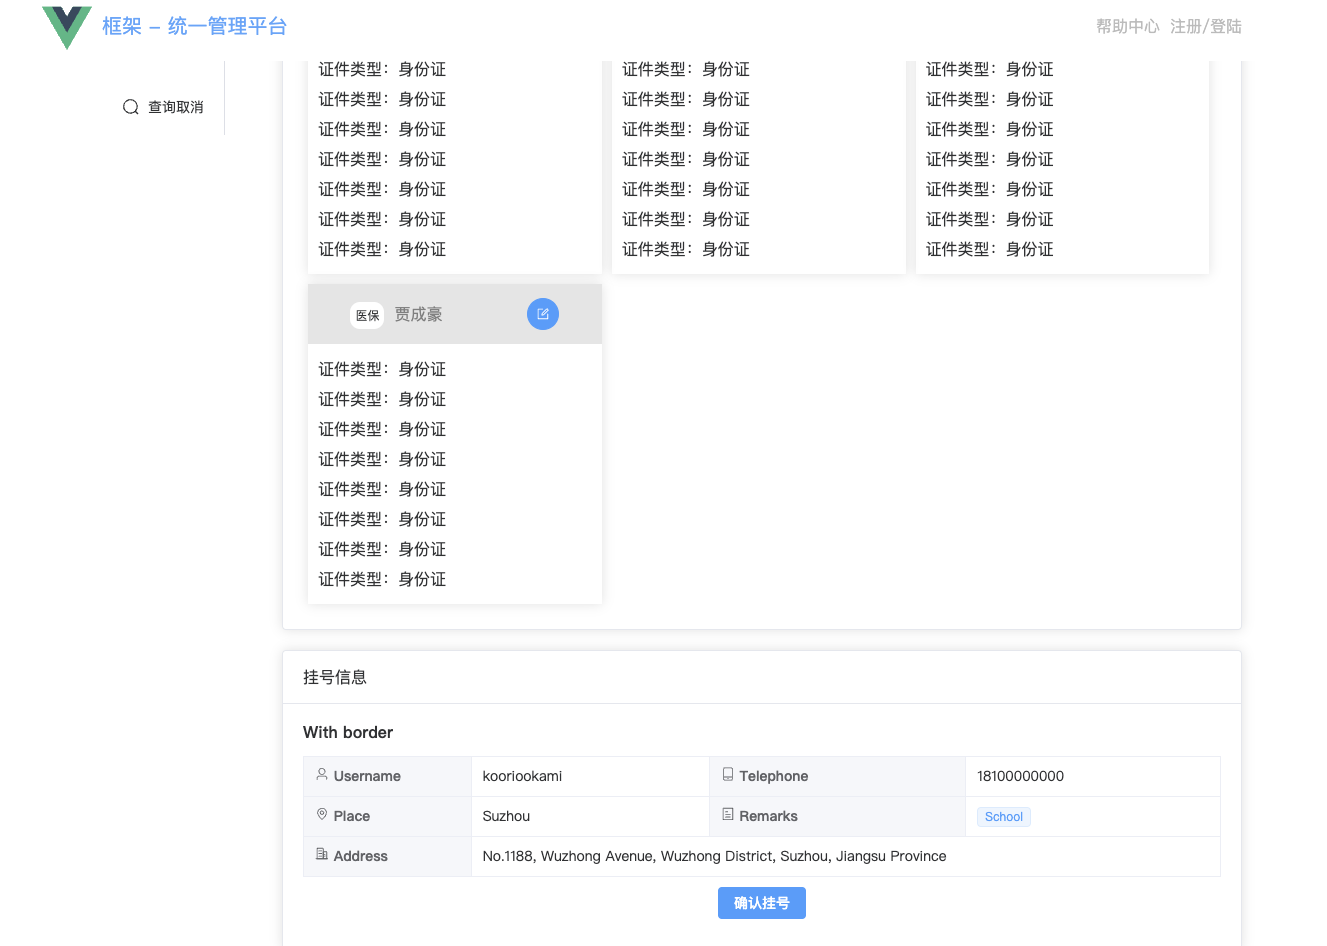 框架 - 统一管理平台
帮助中心 注册/登陆
查询取消
证件类型：身份证 证件类型：身份证 证件类型：身份证
证件类型：身份证 证件类型：身份证 证件类型：身份证
证件类型：身份证 证件类型：身份证 证件类型：身份证
证件类型：身份证 证件类型：身份证 证件类型：身份证
证件类型：身份证 证件类型：身份证 证件类型：身份证
证件类型：身份证 证件类型：身份证 证件类型：身份证
证件类型：身份证 证件类型：身份证 证件类型：身份证
医保 贾成豪
证件类型：身份证
证件类型：身份证
证件类型：身份证
证件类型：身份证
证件类型：身份证
证件类型：身份证
证件类型：身份证
证件类型：身份证
挂号信息
With border
Username kooriookami Telephone 18100000000
Place Suzhou Remarks School
Address No.1188, Wuzhong Avenue, Wuzhong District, Suzhou, Jiangsu Province
确认挂号